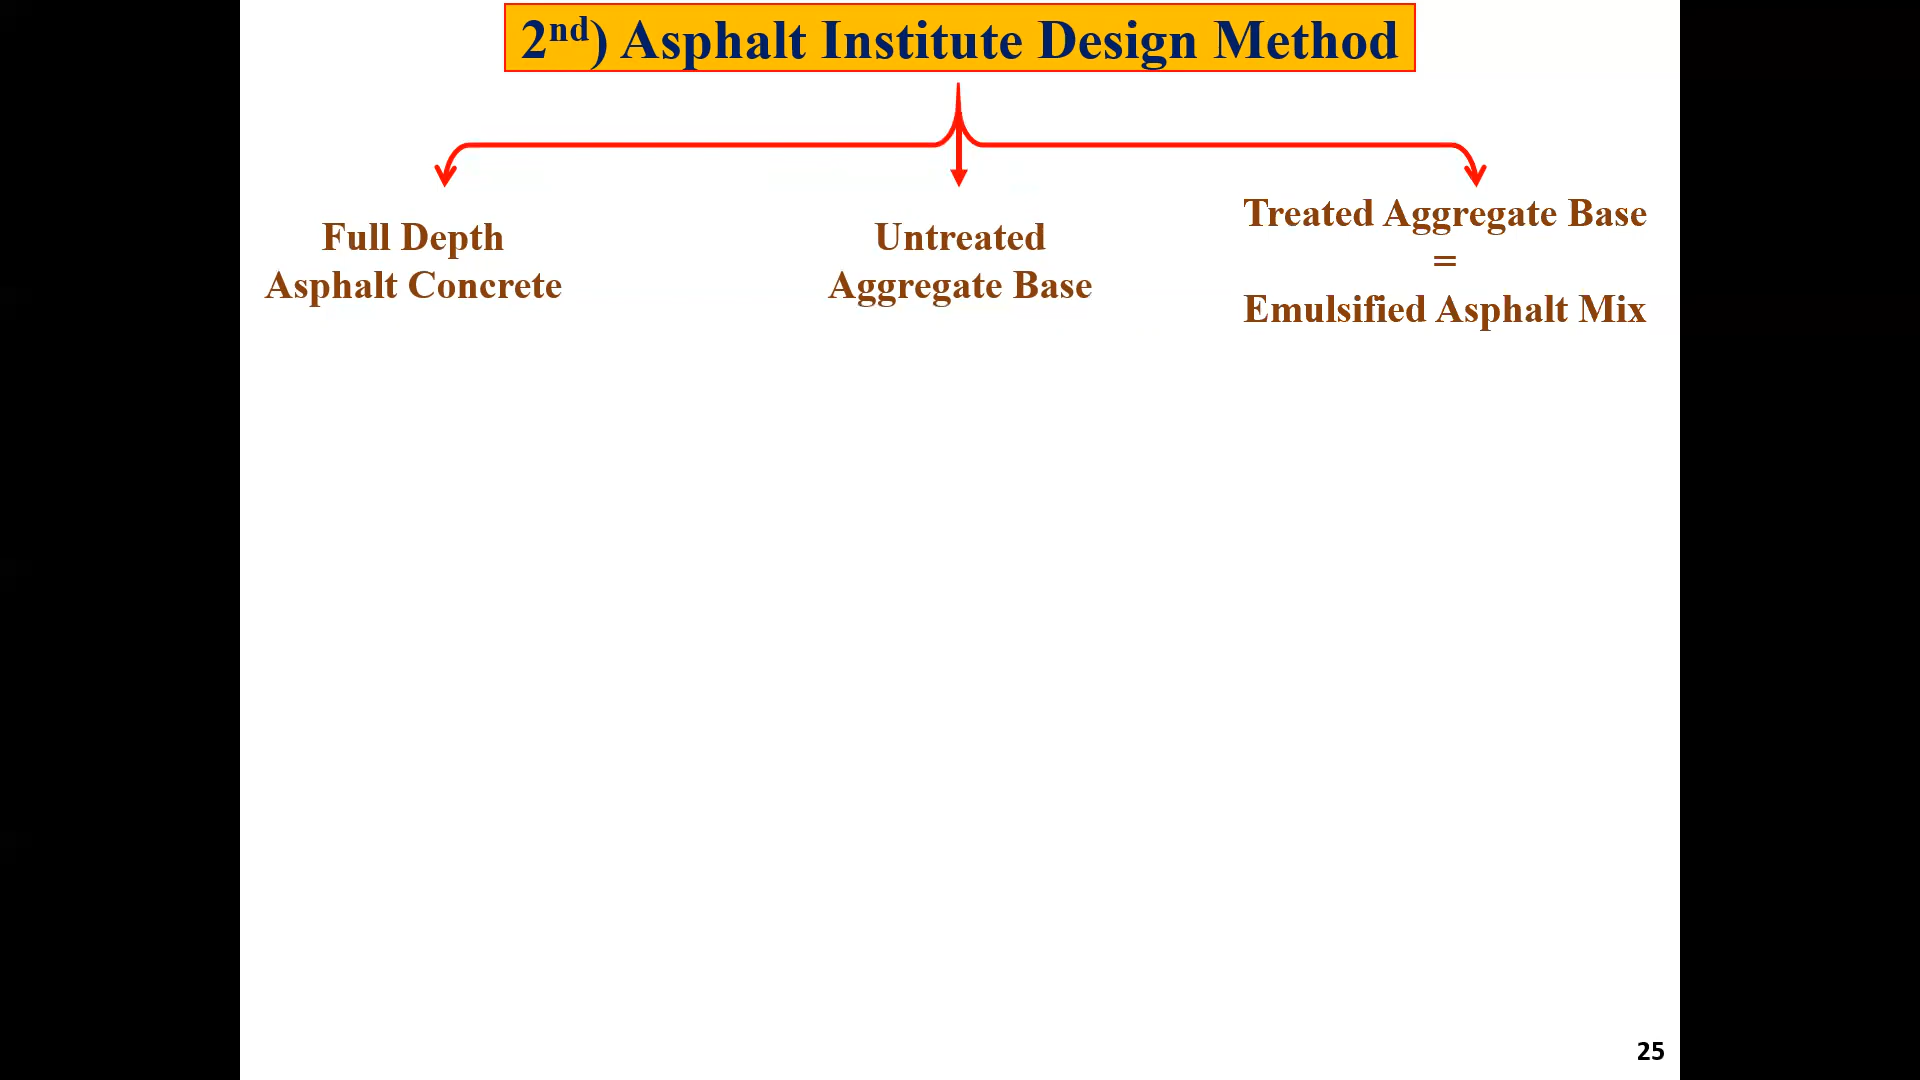 2nd) Asphalt Institute Design Method
Full Depth
Asphalt Concrete
Untreated
Aggregate Base
Treated Aggregate Base
=
Emulsified Asphalt Mix
25